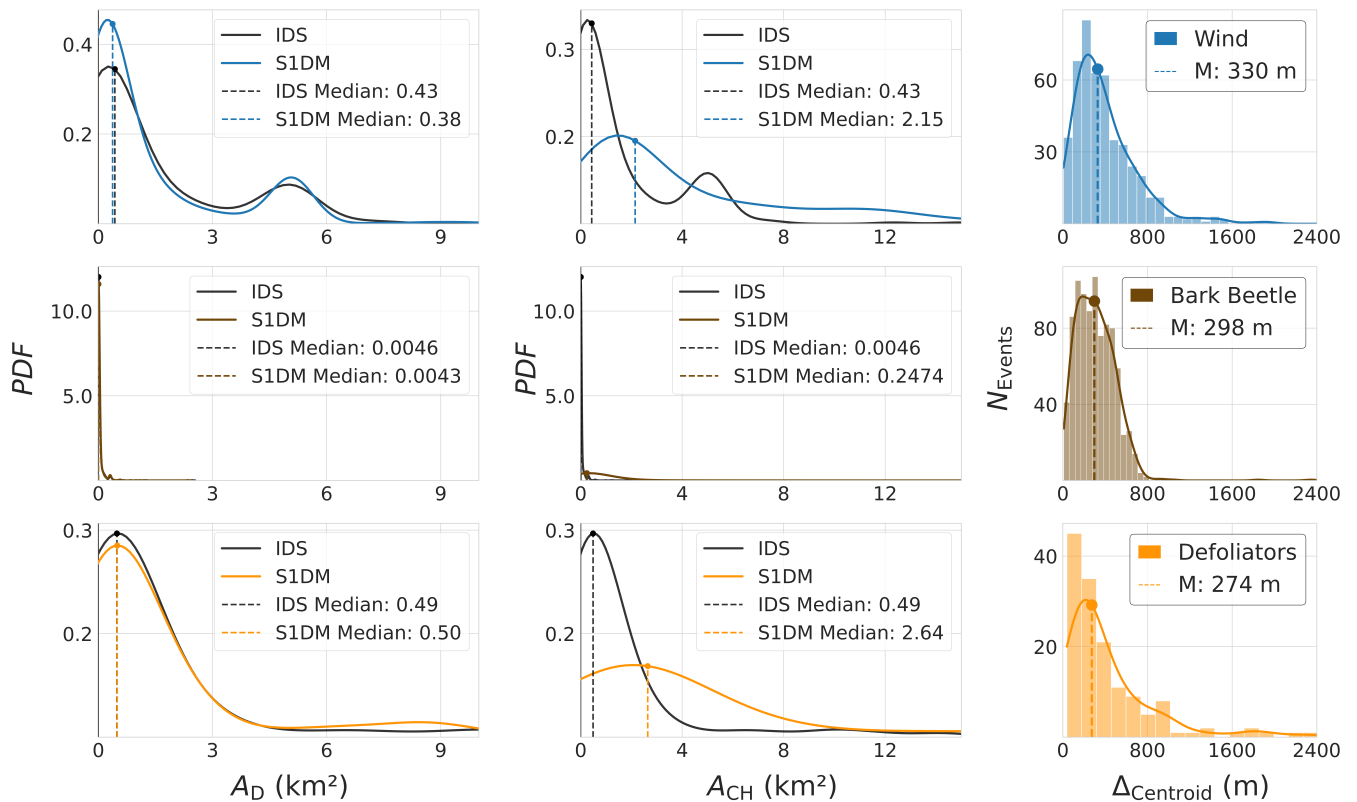 0.4
0.2
0
3
6
9
IDS
S1DM
IDS Median: 0.43
S1DM Median: 0.38
0.3
0.2
0
4
8
12
IDS
S1DM
IDS Median: 0.43
S1DM Median: 2.15
60
30
0
800
1600
2400
Wind
M: 330 m
PDF
10.0
5.0
0
3
6
9
IDS
S1DM
IDS Median: 0.0046
S1DM Median: 0.0043
PDF
10.0
5.0
0
4
8
12
IDS
S1DM
IDS Median: 0.0046
S1DM Median: 0.2474
N_Events
80
40
0
800
1600
2400
Bark Beetle
M: 298 m
0.3
0.2
0
3
6
9
IDS
S1DM
IDS Median: 0.49
S1DM Median: 0.50
A_D (km²)
0.3
0.2
0
4
8
12
IDS
S1DM
IDS Median: 0.49
S1DM Median: 2.64
A_CH (km²)
40
20
0
800
1600
2400
Defoliators
M: 274 m
Δ_Centroid (m)